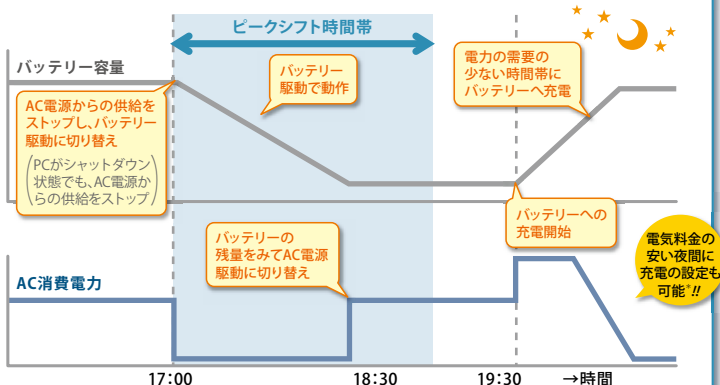 ピークシフト時間帯
バッテリー容量
AC電源からの供給を
ストップし、バッテリー
駆動に切り替え
(PCがシャットダウン
状態でも、AC電源か
らの供給をストップ)
バッテリー
駆動で動作
電力の需要の
少ない時間帯に
バッテリーへ充電
バッテリーへの
充電開始
バッテリーの
残量をみてAC電源
駆動に切り替え
電気料金の
安い夜間に
充電の設定も
可能*!!
AC消費電力
17:00
18:30
19:30
→時間